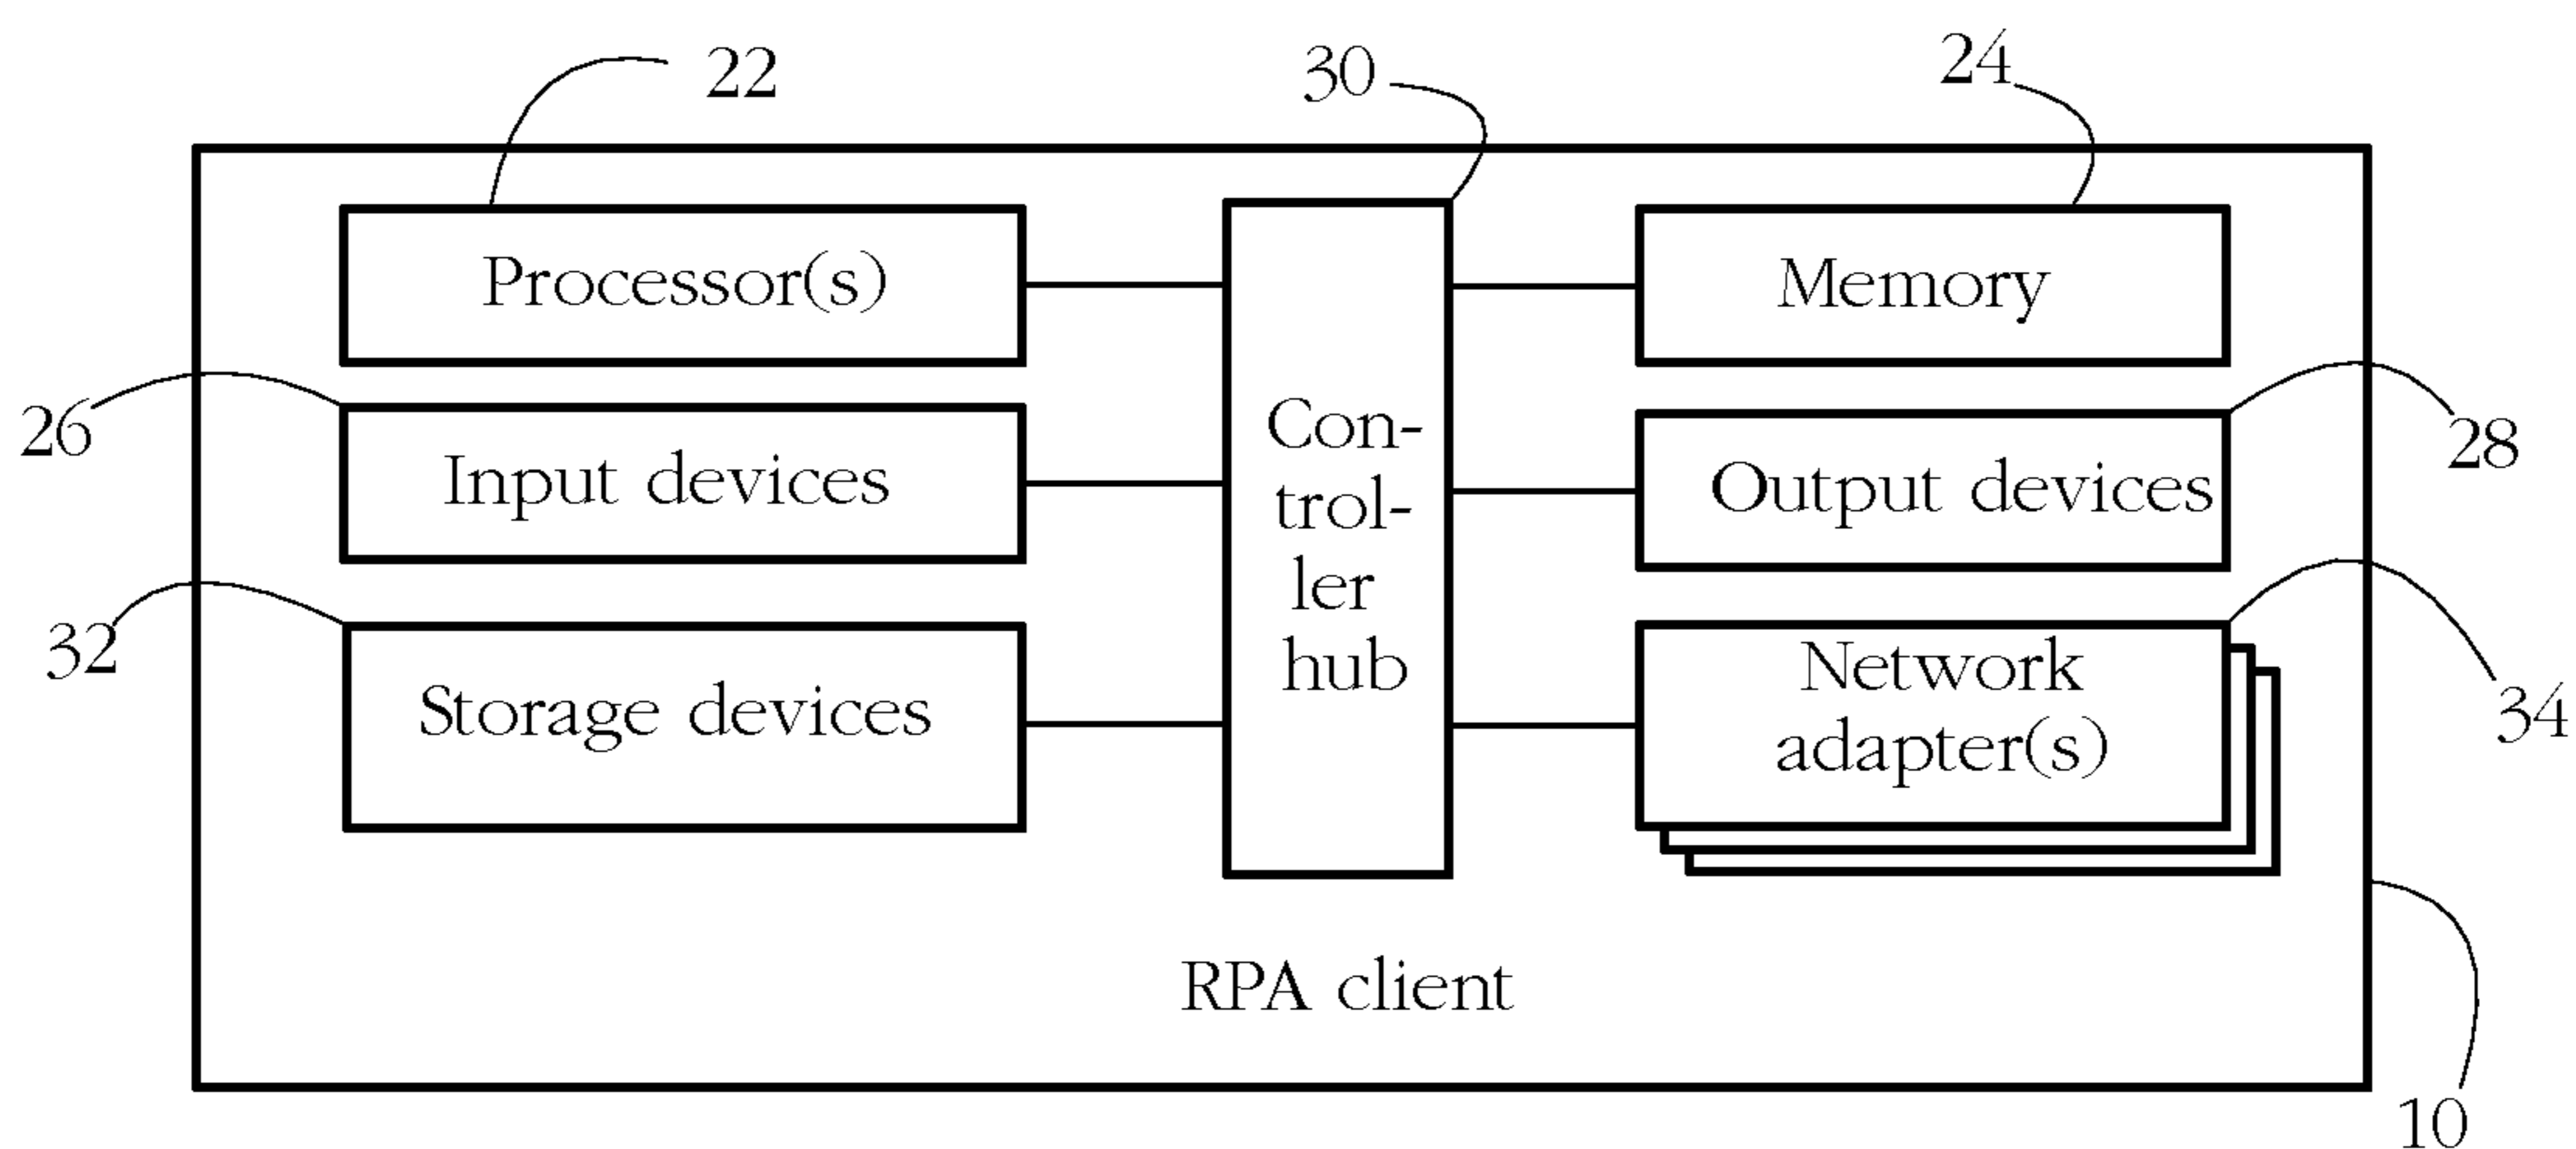 22
30
24
Processor(s)
Memory
26
Input devices
Con-
trol-
ler
hub
Output devices
28
32
Storage devices
Network
adapter(s)
34
RPA client
10